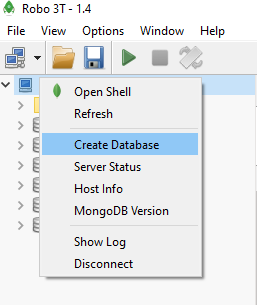 Robo 3T - 1.4
File View Options Window Help
Open Shell
Refresh
Create Database
Server Status
Host Info
MongoDB Version
Show Log
Disconnect